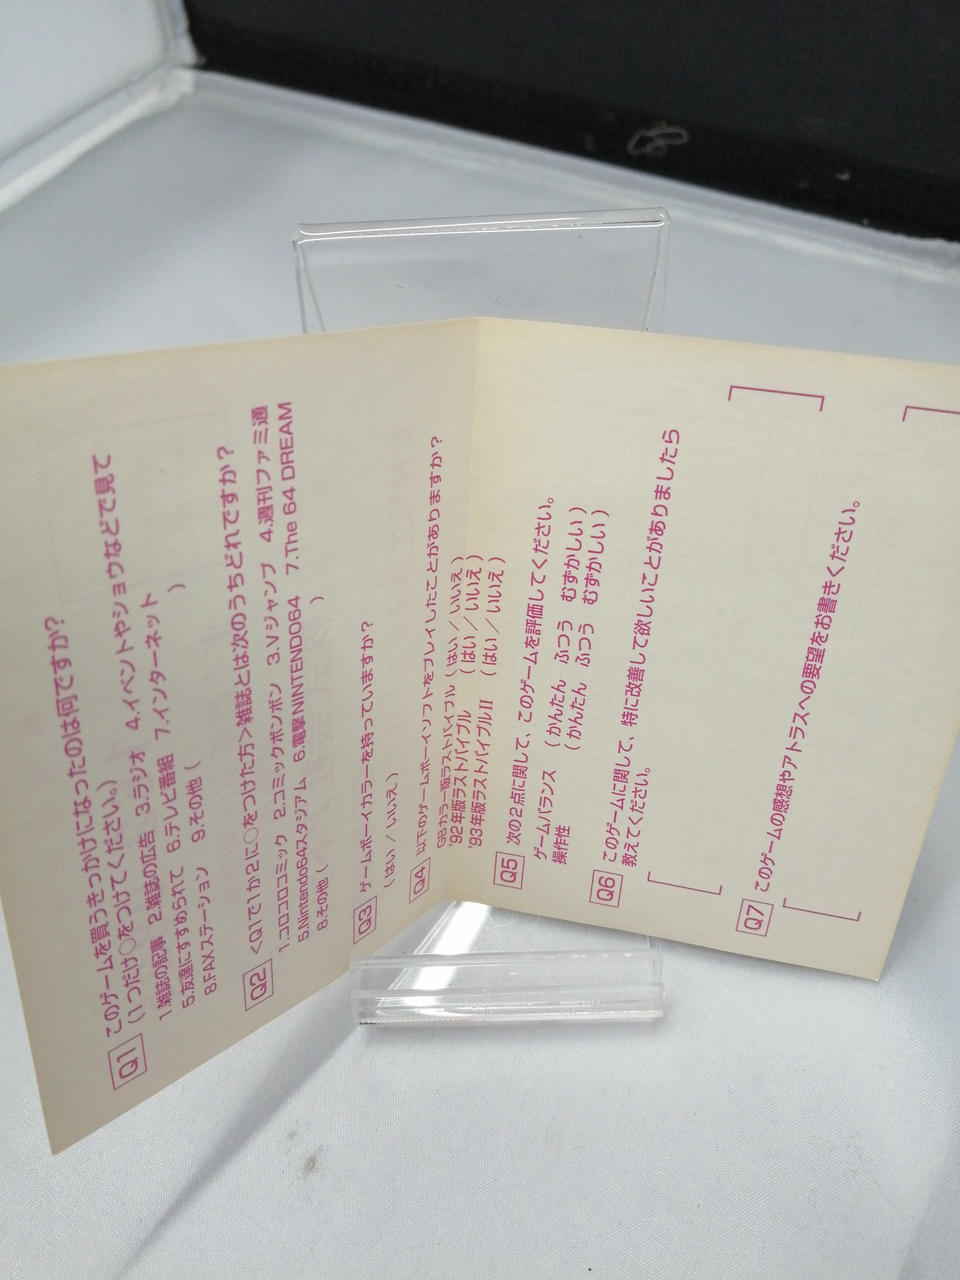 Q1 このゲームを買うきっかけになったのは何ですか?
(1つだけ○をつけてください。)
1.雑誌の記事 2.雑誌の広告 3.ラジオ 4.イベントやショウなどで見て
5.友達にすすめられて 6.テレビ番組 7.インターネット
8.FAXステーション 9.その他( )
Q2 <Q1で1か2に○をつけた方>雑誌とは次のうちどれですか?
1.コロコロコミック 2.コミックボンボン 3.Vジャンプ 4.週刊ファミ通
5.Nintendo64スタジアム 6.電撃NINTENDO64 7.The 64 DREAM
8.その他( )
Q3 ゲームボーイカラーを持っていますか?
(はい/いいえ)
Q4 以下のゲームボーイソフトをプレイしたことがありますか?
GBカラー版ラストバイブル(はい/いいえ)
'92年版ラストバイブル (はい/いいえ)
'93年版ラストバイブルⅡ (はい/いいえ)
Q5 次の2点に関して、このゲームを評価してください。
ゲームバランス (かんたん ふつう むずかしい)
操作性 (かんたん ふつう むずかしい)
Q6 このゲームに関して、特に改善して欲しいことがありましたら
教えてください。
Q7 このゲームの感想やアトラスへの要望をお書きください。